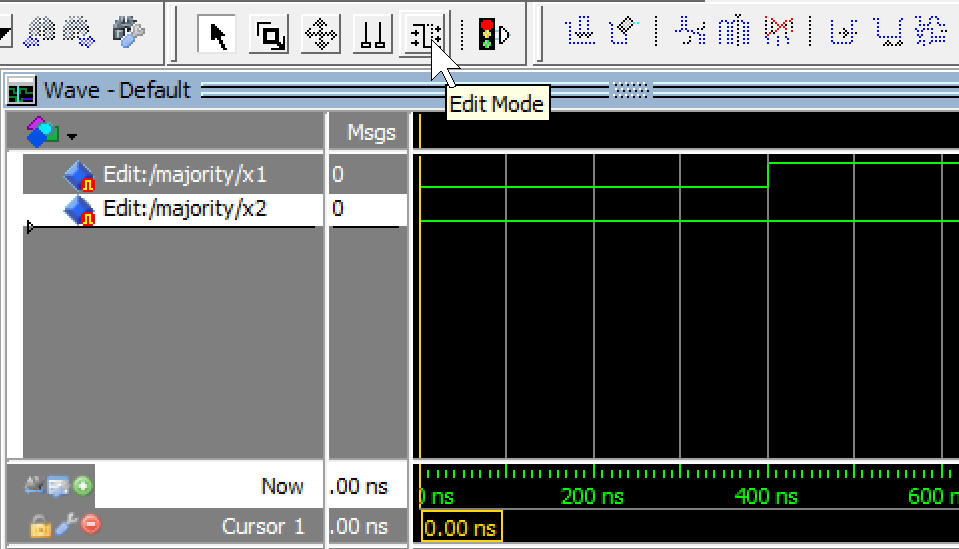 Wave - Default
Edit Mode
Msgs
Edit:/majority/x1 0
Edit:/majority/x2 0
Now .00 ns
0 ns 200 ns 400 ns 600 n
Cursor 1 .00 ns 0.00 ns